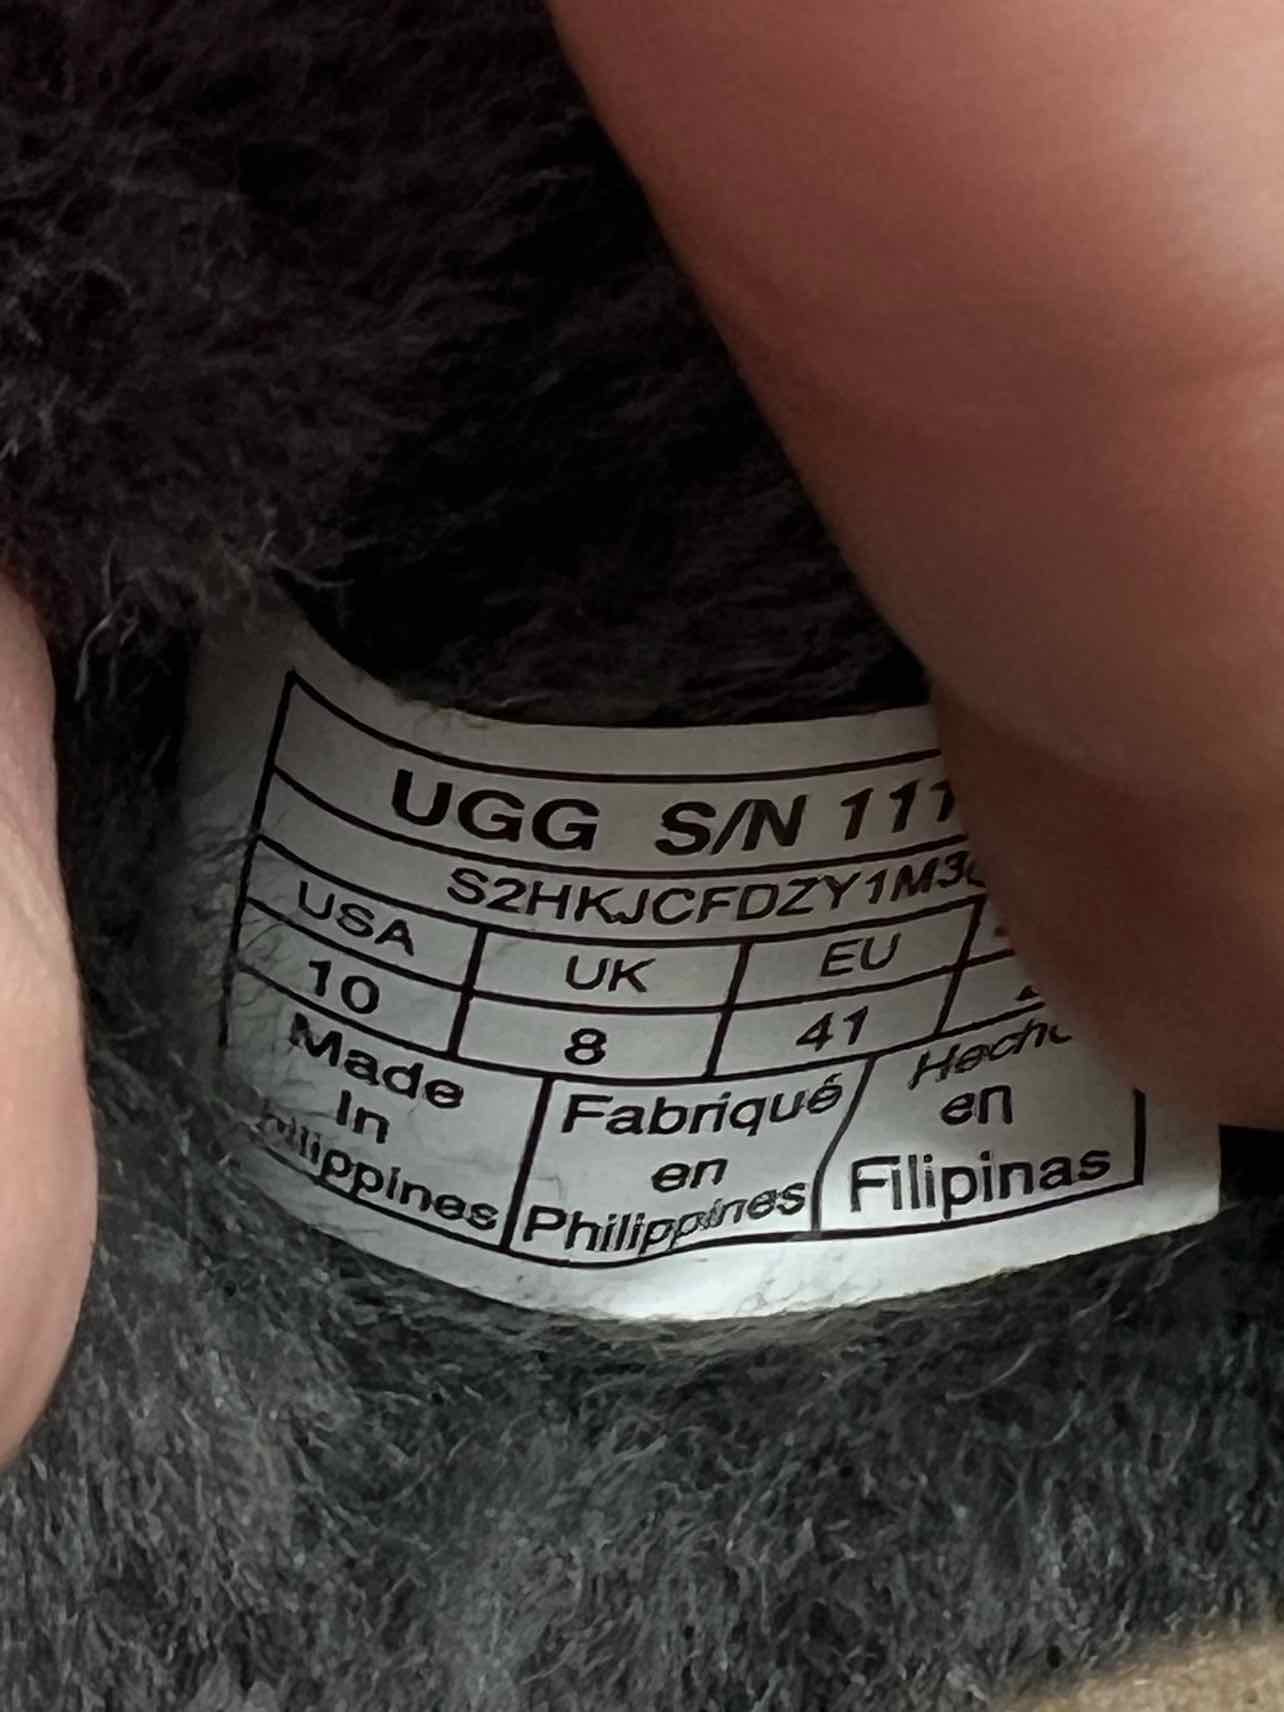 UGG S/N 111
S2HKJCFDZY1M3
USA UK EU
10 8 41
Made Fabriqué
In en en
Philippines Philippines Filipinas